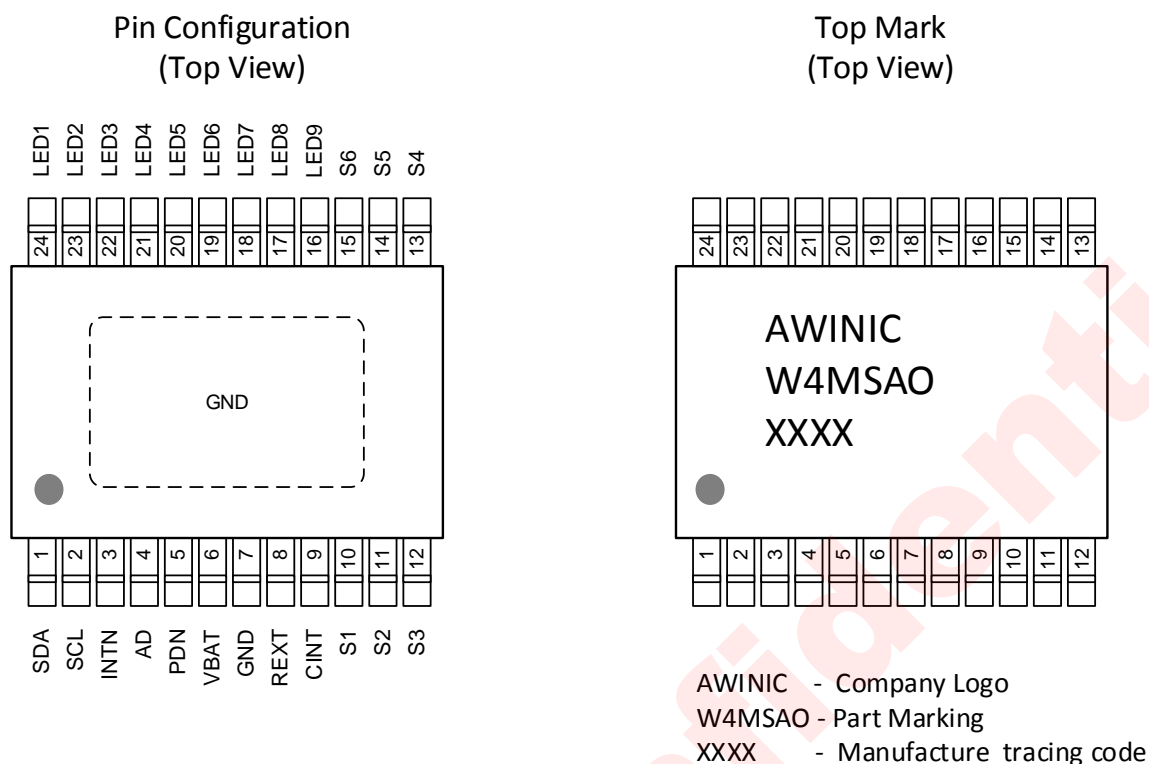 Pin Configuration
(Top View)
LED1 LED2 LED3 LED4 LED5 LED6 LED7 LED8 LED9 S6 S5 S4
24 23 22 21 20 19 18 17 16 15 14 13
GND
1 2 3 4 5 6 7 8 9 10 11 12
SDA SCL INTN AD PDN VBAT GND REXT CINT S1 S2 S3
Top Mark
(Top View)
24 23 22 21 20 19 18 17 16 15 14 13
AWINIC
W4MSAO
XXXX
1 2 3 4 5 6 7 8 9 10 11 12
AWINIC - Company Logo
W4MSAO - Part Marking
XXXX - Manufacture tracing code